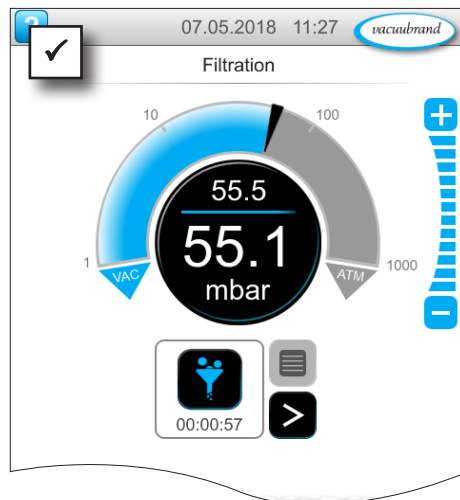 ?
✓
07.05.2018 11:27
vacuubrand
Filtration
10
100
1
1000
VAC
ATM
55.5
55.1
mbar
00:00:57
>
+
−